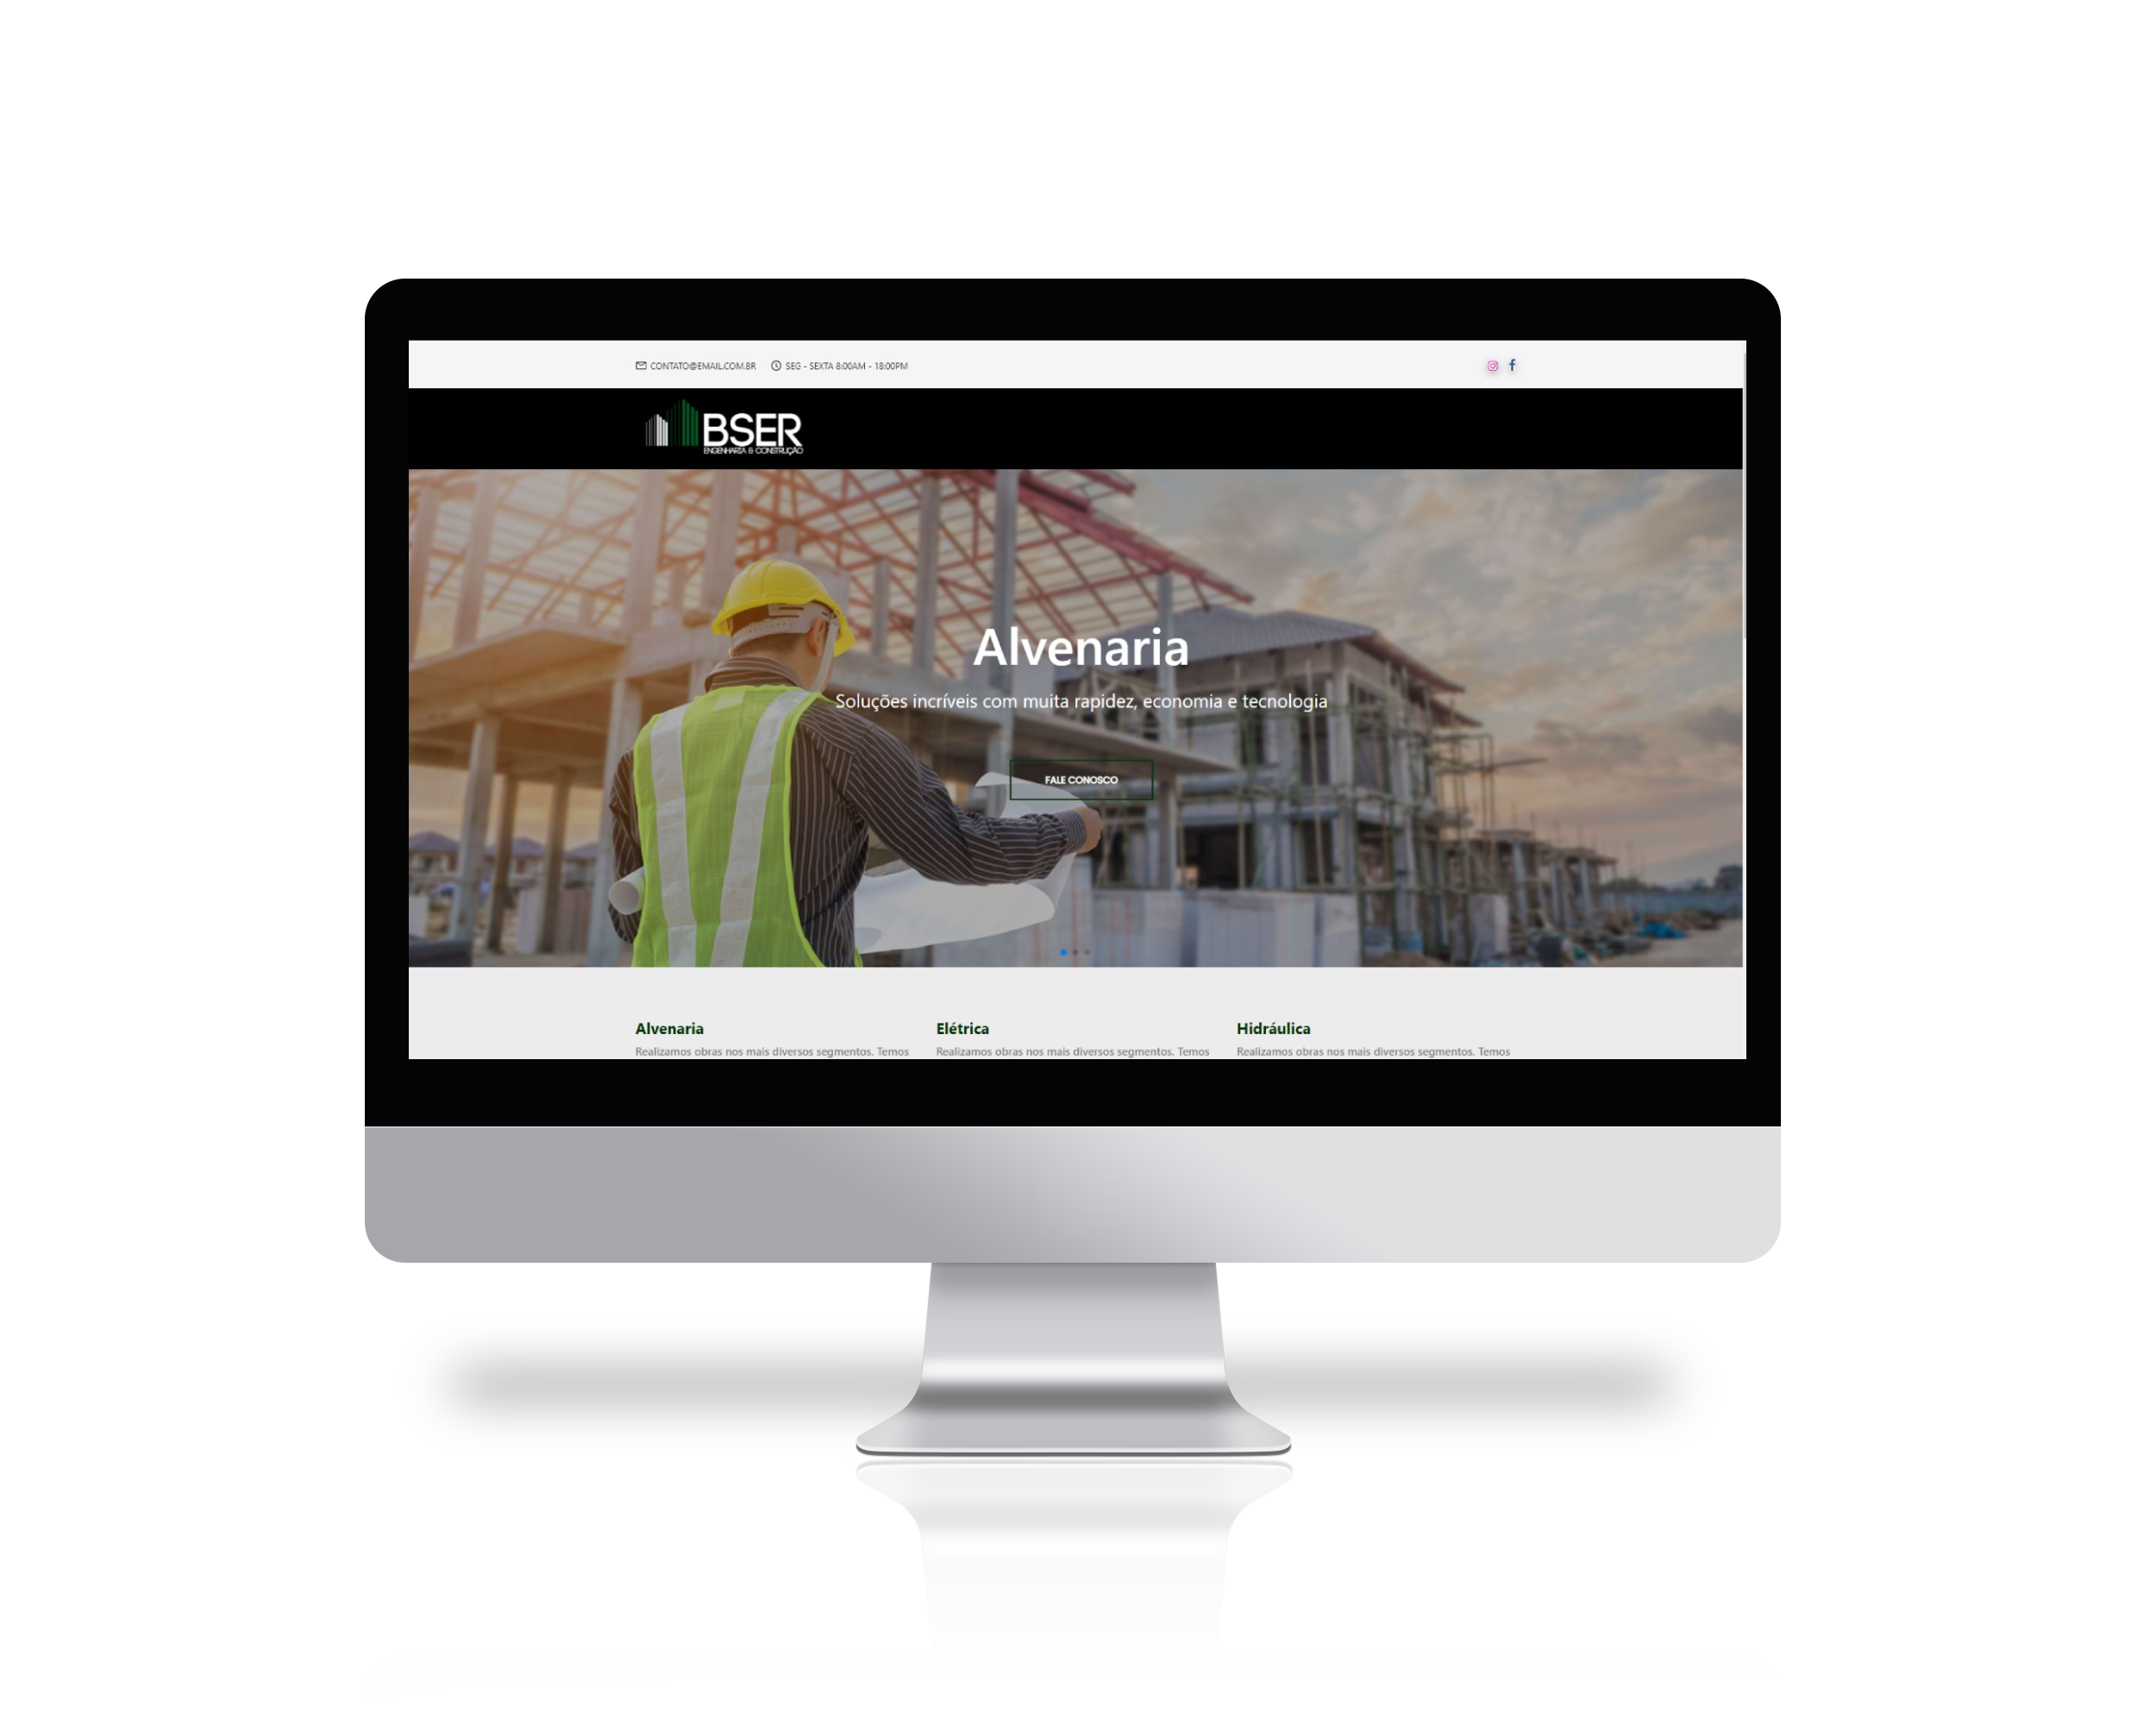 CONTATO@EMAIL.COM.BR SEG - SEXTA 8:00AM - 18:00PM
BSER
ENGENHARIA & CONSTRUÇÃO
Alvenaria
Soluções incríveis com muita rapidez, economia e tecnologia
FALE CONOSCO
Alvenaria Elétrica Hidráulica
Realizamos obras nos mais diversos segmentos. Temos Realizamos obras nos mais diversos segmentos. Temos Realizamos obras nos mais diversos segmentos. Temos